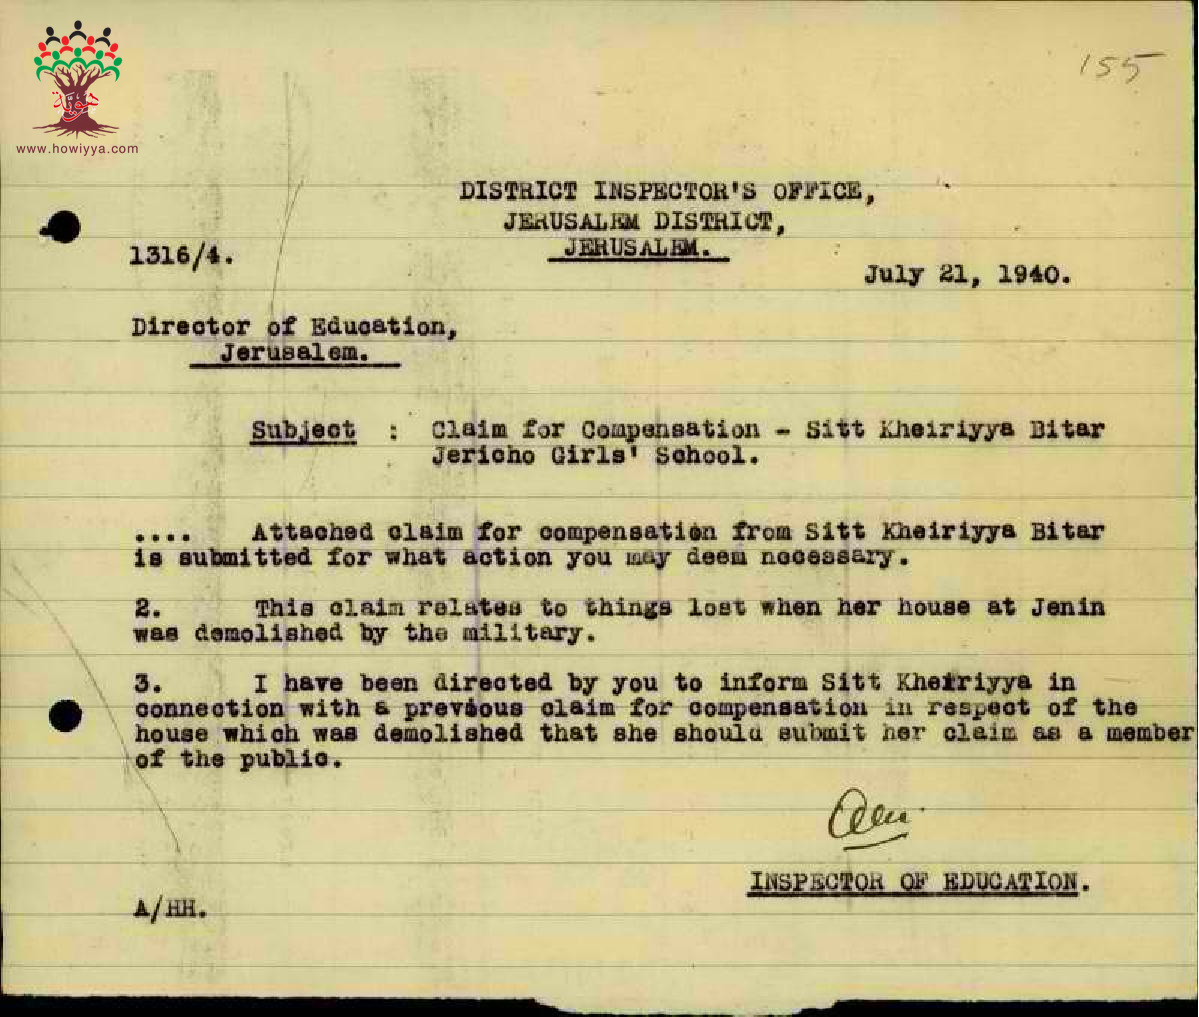 هوية
www.howiyya.com
155
DISTRICT INSPECTOR'S OFFICE,
JERUSALEM DISTRICT,
JERUSALEM.
1316/4.
July 21, 1940.
Director of Education,
Jerusalem.
Subject : Claim for Compensation - Sitt Kheiriyya Bitar
Jericho Girls' School.
.... Attached claim for compensation from Sitt Kheiriyya Bitar
is submitted for what action you may deem necessary.
2. This claim relates to things lost when her house at Jenin
was demolished by the military.
3. I have been directed by you to inform Sitt Kheiriyya in
connection with a previous claim for compensation in respect of the
house which was demolished that she should submit her claim as a member
of the public.
INSPECTOR OF EDUCATION.
A/HH.